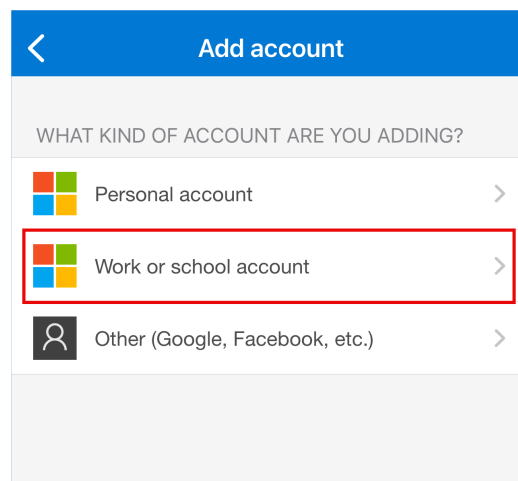 Add account
WHAT KIND OF ACCOUNT ARE YOU ADDING?
Personal account
Work or school account
Other (Google, Facebook, etc.)